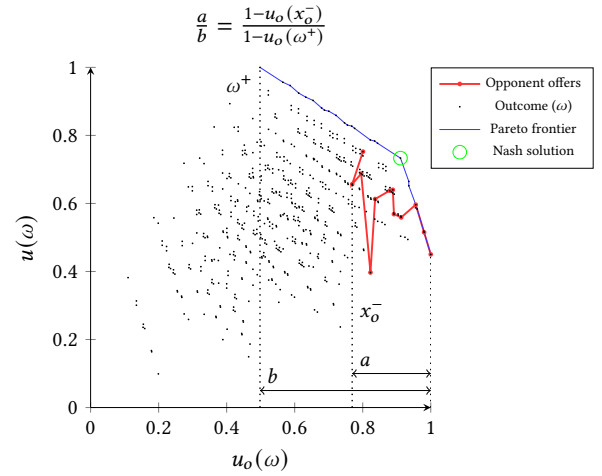 a/b = 1−u_o(x_o^−) / 1−u_o(ω^+)
1
ω^+
0.8
0.6
0.4
0.2
0
u(ω)
Opponent offers
Outcome (ω)
Pareto frontier
Nash solution
x_o^−
a
b
0
0.2
0.4
0.6
0.8
1
u_o(ω)